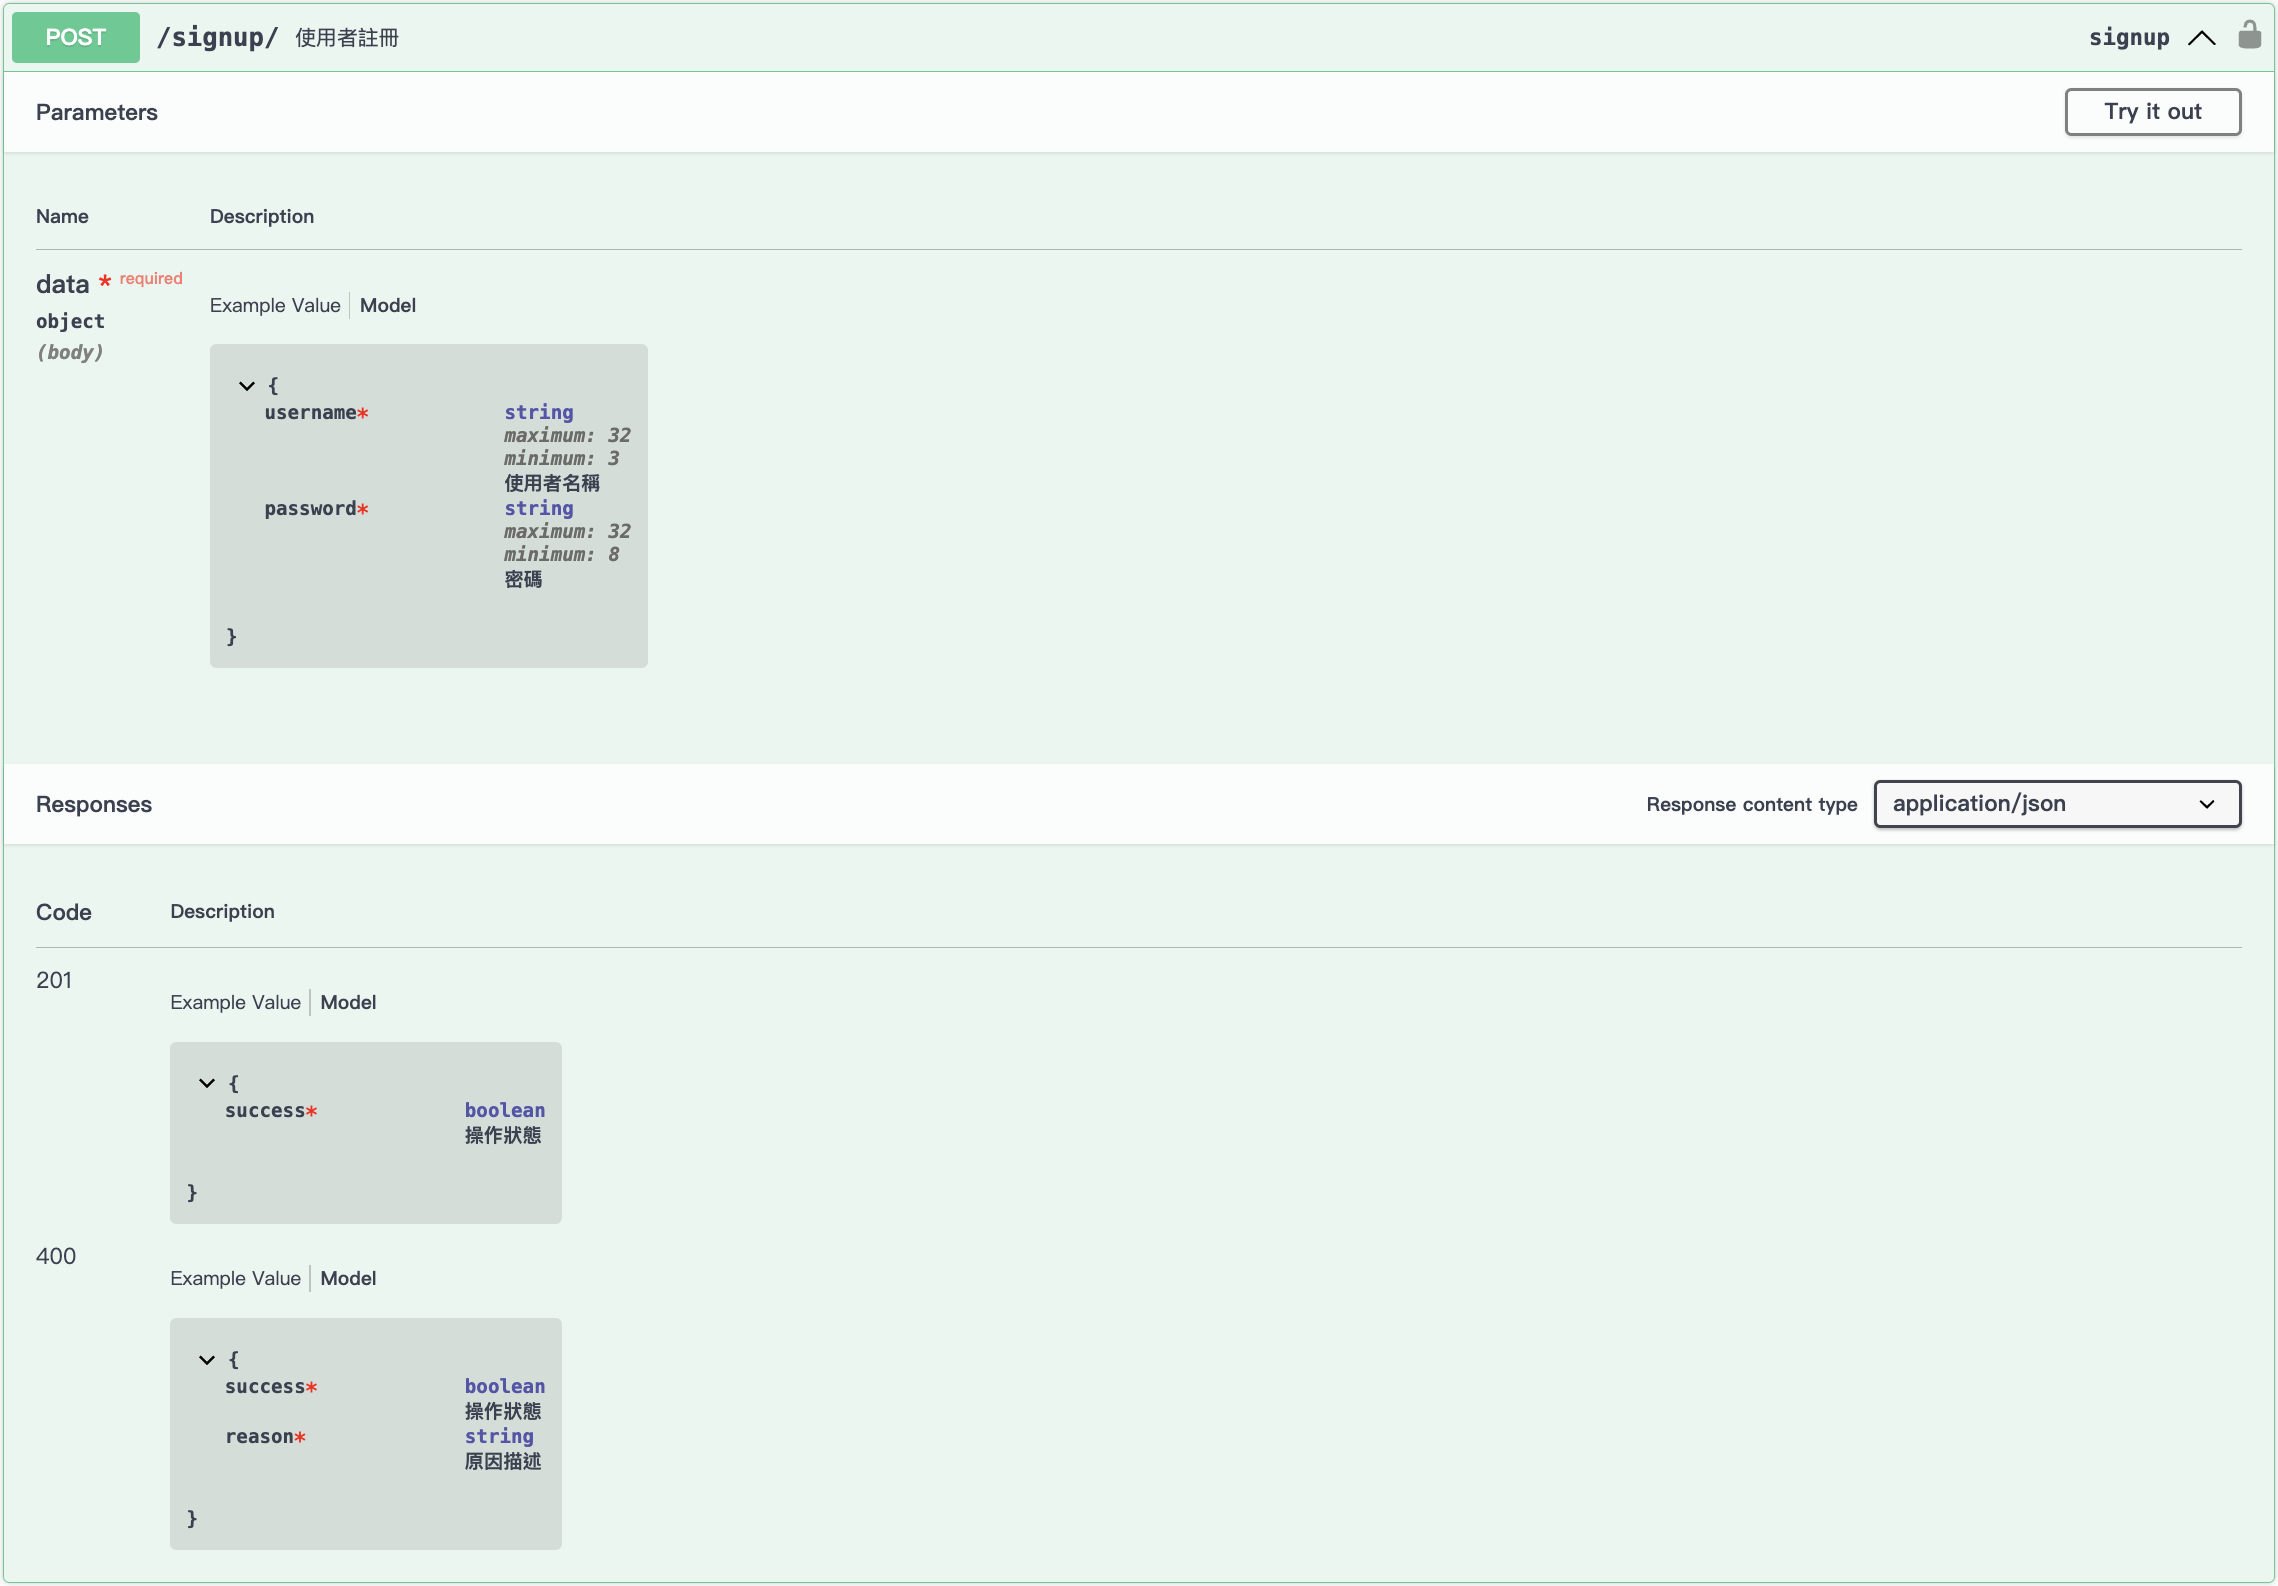 POST /signup/ 使用者註冊 signup
Parameters Try it out
Name Description
data * required
object
(body)
Example Value Model
{
username* string
maximum: 32
minimum: 3
使用者名稱
password* string
maximum: 32
minimum: 8
密碼
}
Responses Response content type application/json
Code Description
201
Example Value Model
{
success* boolean
操作狀態
}
400
Example Value Model
{
success* boolean
操作狀態
reason* string
原因描述
}